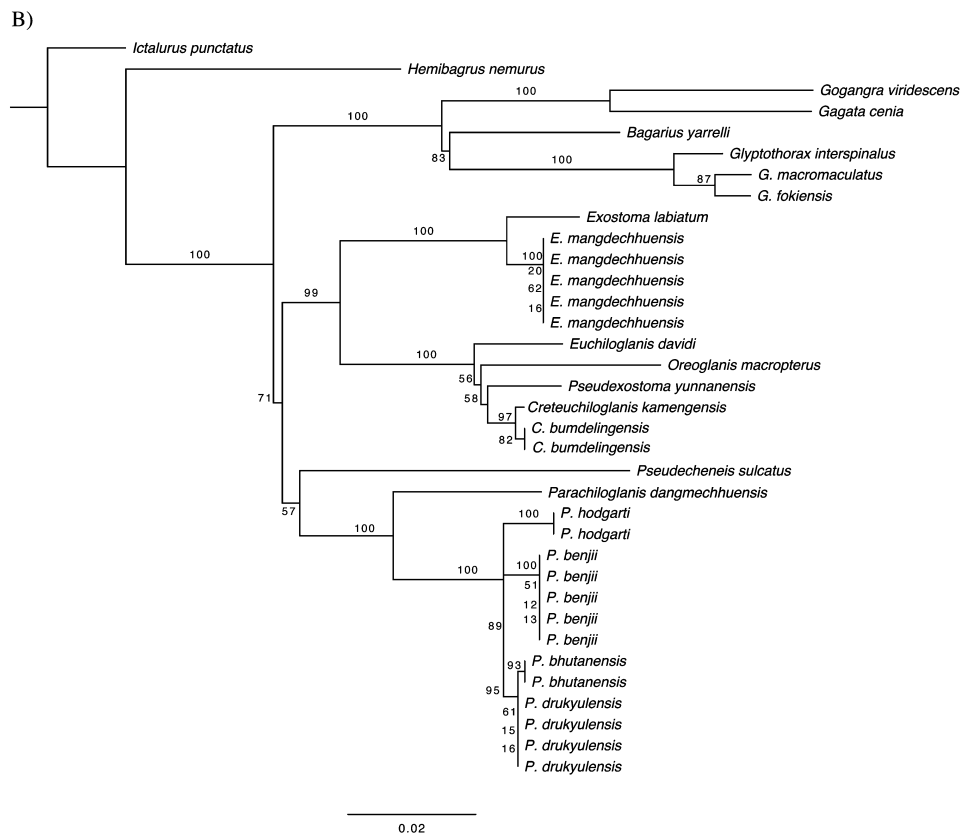 B)
Ictalurus punctatus
Hemibagrus nemurus
100
Gogangra viridescens
100
Gagata cenia
Bagarius yarrelli
83
100
Glyptothorax interspinalus
87
G. macromaculatus
G. fokiensis
Exostoma labiatum
100
E. mangdechhuensis
100
E. mangdechhuensis
100
20
E. mangdechhuensis
62
E. mangdechhuensis
99
16
E. mangdechhuensis
Euchiloglanis davidi
100
Oreoglanis macropterus
56
Pseudexostoma yunnanensis
58
71
Creteuchiloglanis kamengensis
97
C. bumdelingensis
82
C. bumdelingensis
Pseudecheneis sulcatus
Parachiloglanis dangmechhuensis
57
100
P. hodgarti
100
P. hodgarti
P. benjii
100
100
P. benjii
51
P. benjii
12
P. benjii
13
89
P. benjii
93
P. bhutanensis
P. bhutanensis
95
P. drukyulensis
61
P. drukyulensis
15
P. drukyulensis
16
P. drukyulensis
0.02